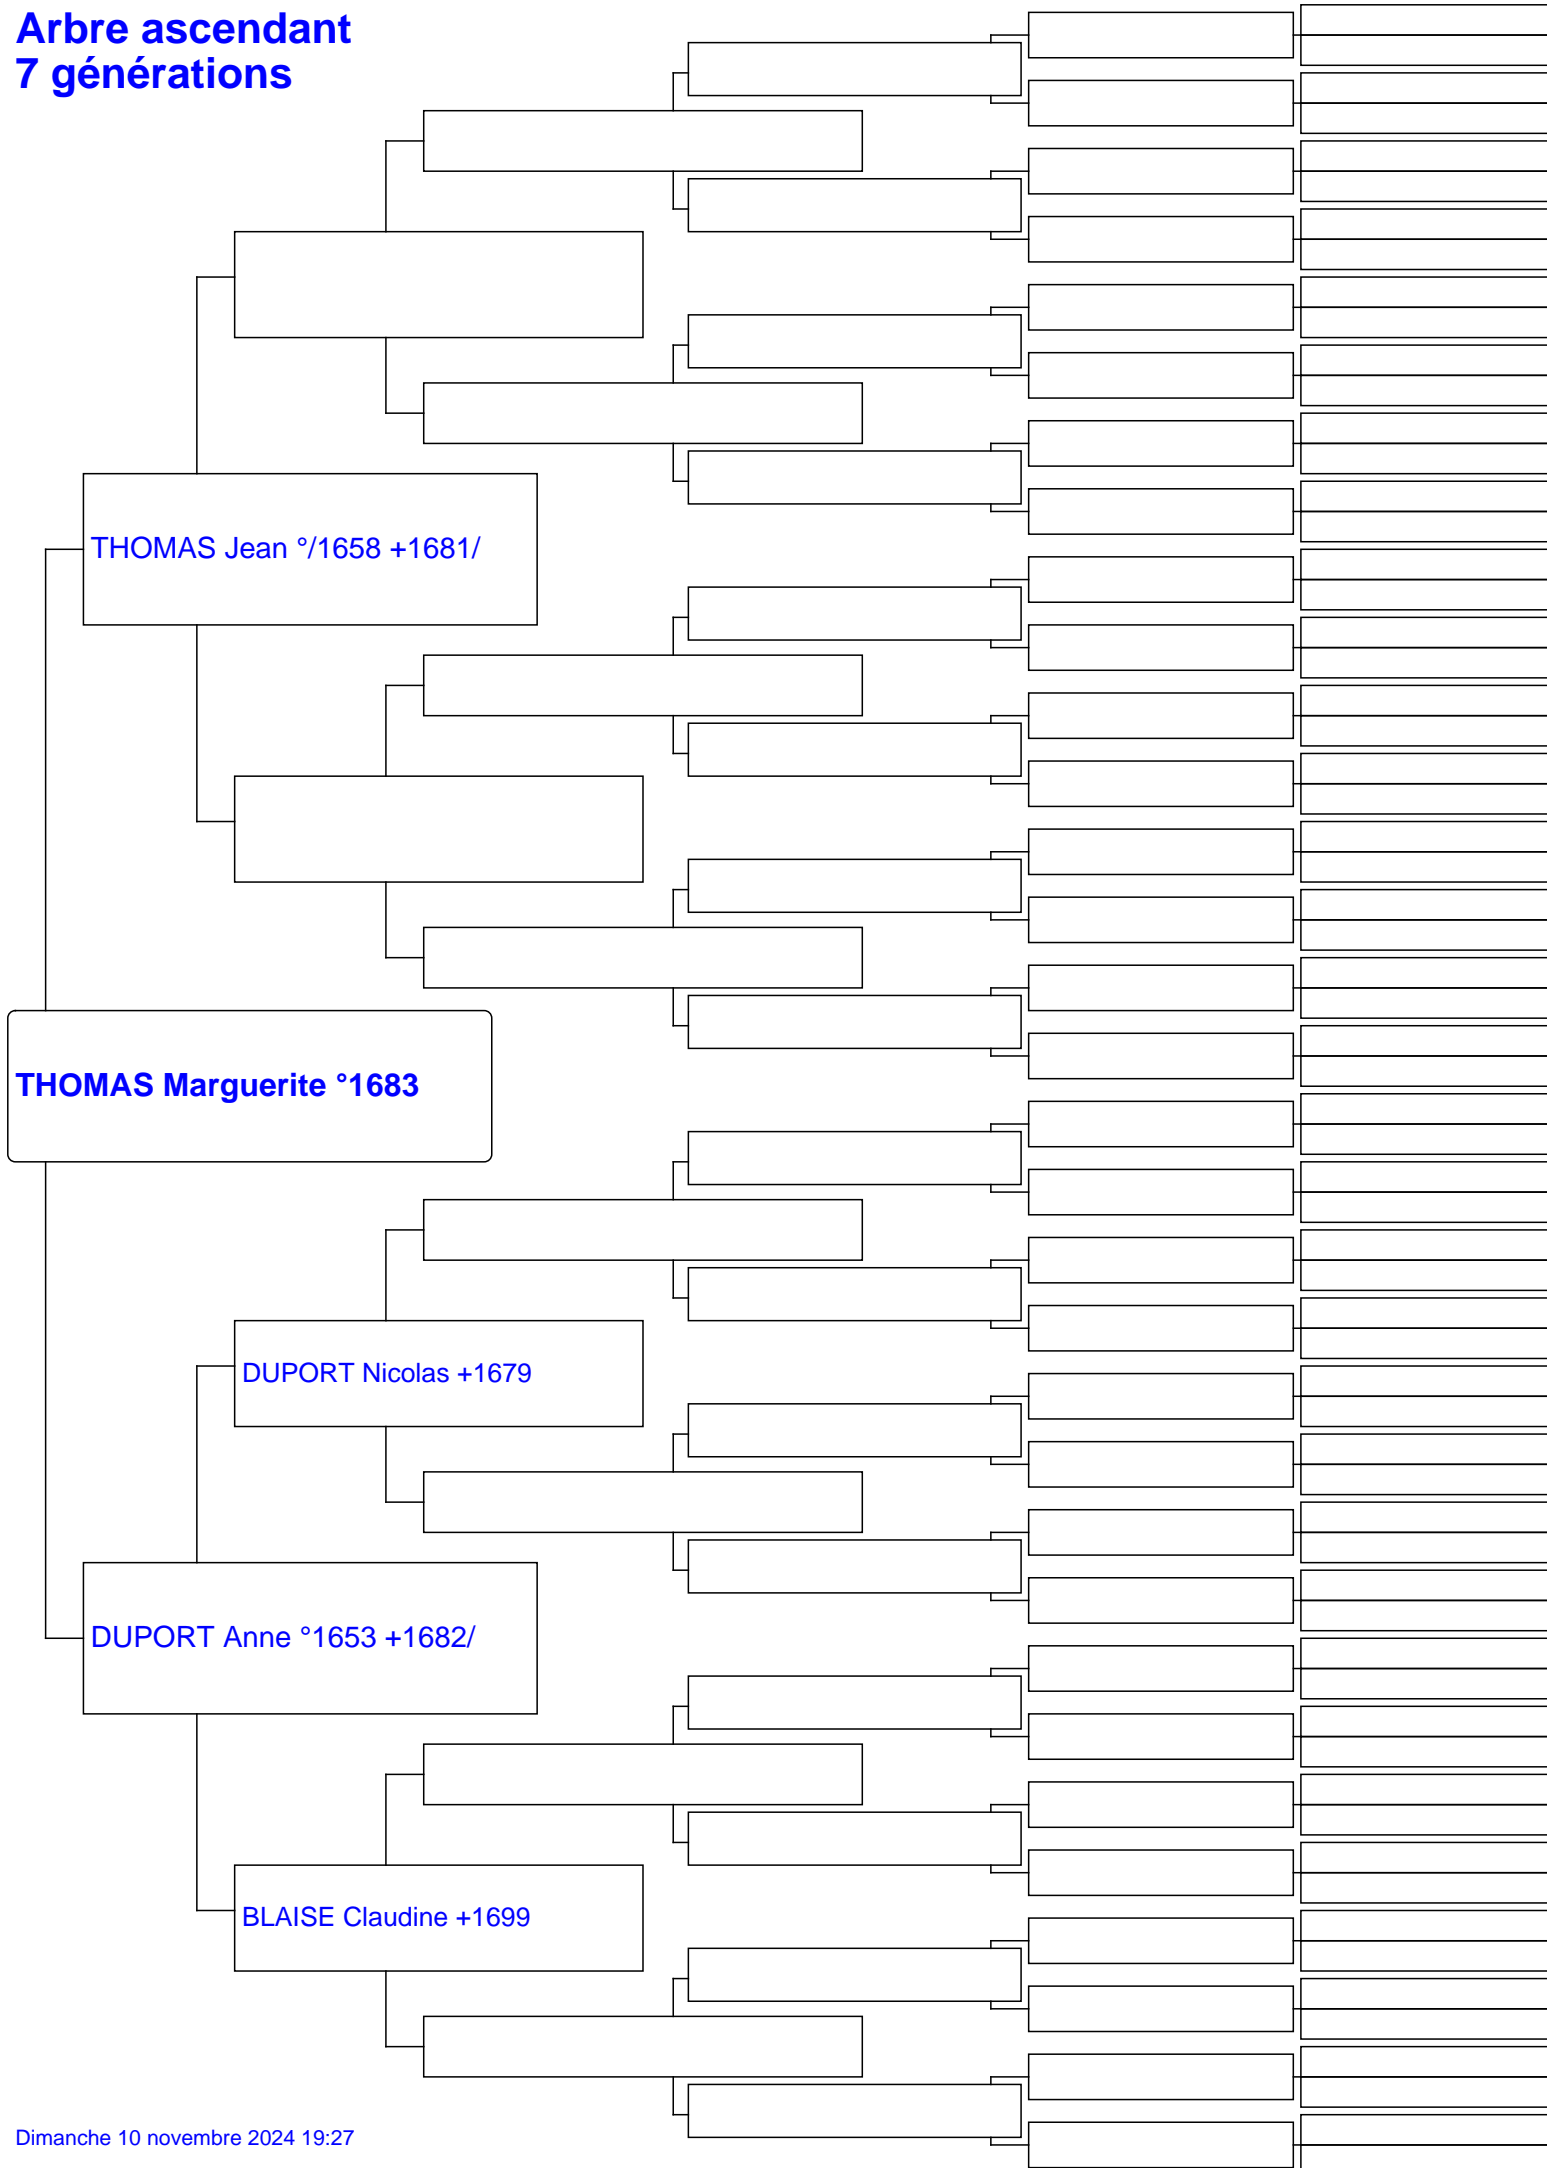 Arbre ascendant
7 générations
THOMAS Jean °/1658 +1681/
THOMAS Marguerite °1683
DUPORT Nicolas +1679
DUPORT Anne °1653 +1682/
BLAISE Claudine +1699
Dimanche 10 novembre 2024 19:27